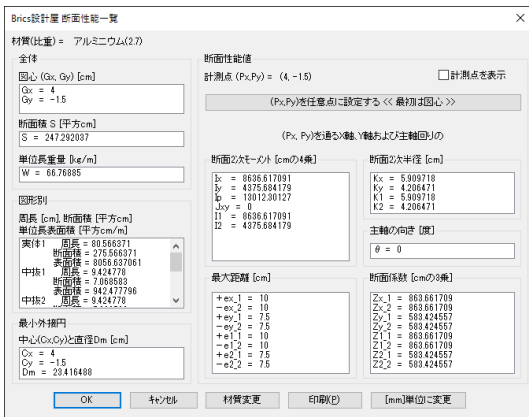 Brics設計屋 断面性能一覧
材質(比重) = アルミニウム(2.7)
全体
図心 (Gx, Gy) [cm]
Gx = 4
Gy = -1.5
断面積 S [平方cm]
S = 247.292037
単位長重量 [kg/m]
W = 66.76885
図形別
周長 [cm], 断面積 [平方cm]
単位長表面積 [平方cm/m]
実体1 周長 = 80.566371
断面積 = 275.566371
表面積 = 8056.637061
中抜1 周長 = 9.424778
断面積 = 7.068583
表面積 = 942.477796
中抜2 周長 = 9.424778
最小外接円
中心(Cx,Cy)と直径Dm [cm]
Cx = 4
Cy = -1.5
Dm = 23.416488
断面性能値
計測点 (Px,Py) = (4, -1.5)
計測点を表示
(Px,Py)を任意点に設定する << 最初は図心 >>
(Px, Py)を通るX軸、Y軸および主軸回りの
断面2次モーメント [cmの4乗]
Ix = 8636.617091
Iy = 4375.684179
Ip = 13012.30127
Jxy = 0
I1 = 8636.617091
I2 = 4375.684179
断面2次半径 [cm]
Kx = 5.909718
Ky = 4.206471
K1 = 5.909718
K2 = 4.206471
主軸の向き [度]
θ = 0
最大距離 [cm]
+ex_1 = 10
-ex_2 = 10
+ey_1 = 7.5
-ey_2 = 7.5
+e1_1 = 10
-e1_2 = 10
+e2_1 = 7.5
-e2_2 = 7.5
断面係数 [cmの3乗]
Zx_1 = 863.661709
Zx_2 = 863.661709
Zy_1 = 583.424557
Zy_2 = 583.424557
Z1_1 = 863.661709
Z1_2 = 863.661709
Z2_1 = 583.424557
Z2_2 = 583.424557
OK
キャンセル
材質変更
印刷(P)
[mm]単位に変更